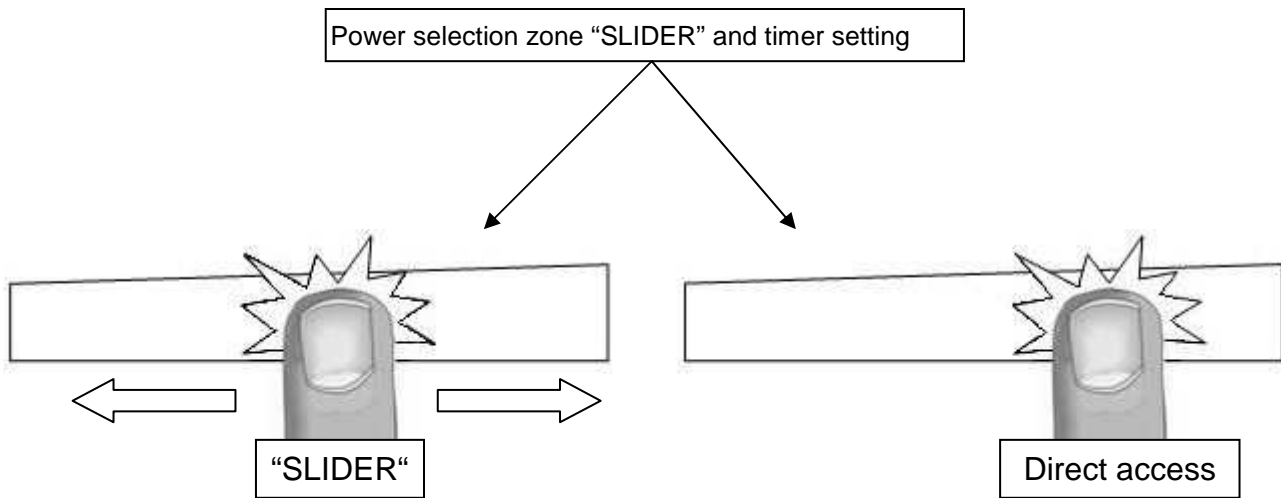 Power selection zone “SLIDER” and timer setting
“SLIDER“
Direct access